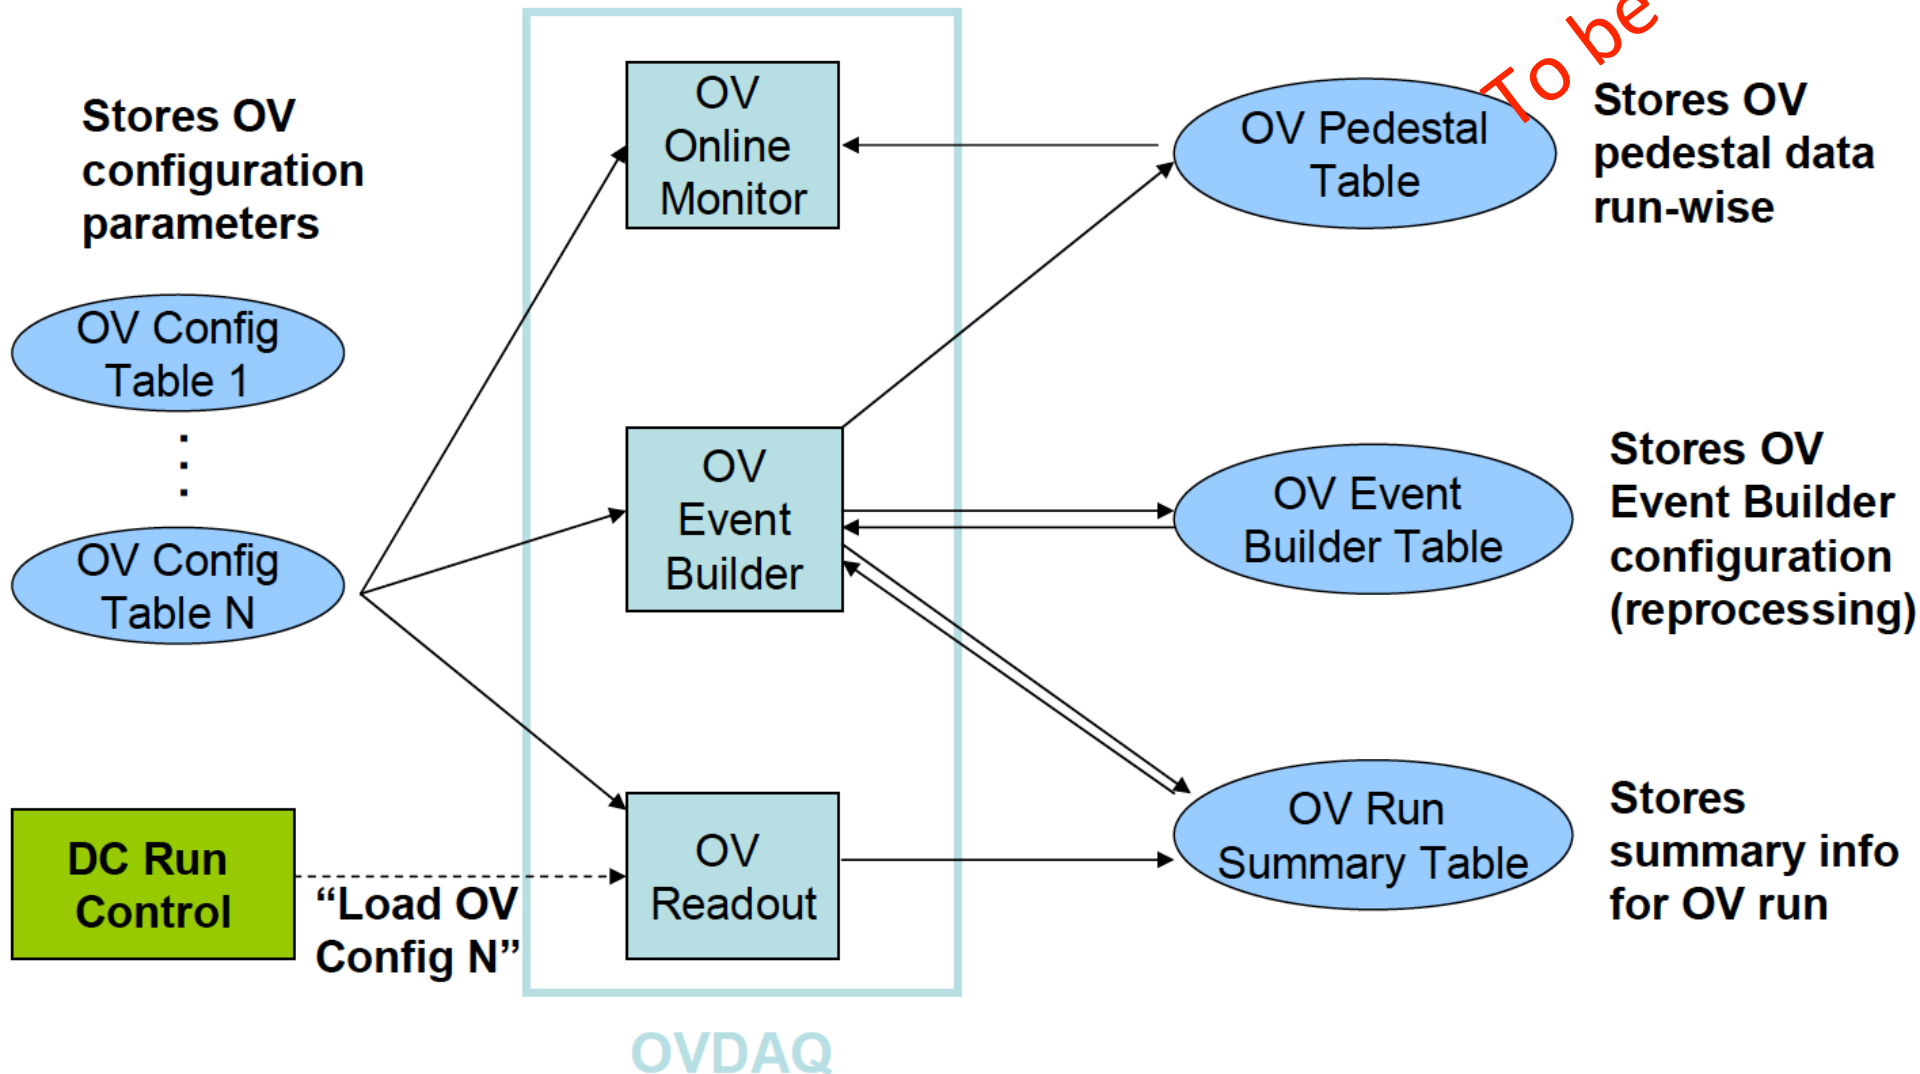 To be
Stores OV
configuration
parameters
OV Config
Table 1
OV Config
Table N
DC Run
Control
“Load OV
Config N”
OV
Online
Monitor
OV
Event
Builder
OV
Readout
OVDAQ
OV Pedestal
Table
Stores OV
pedestal data
run-wise
OV Event
Builder Table
Stores OV
Event Builder
configuration
(reprocessing)
OV Run
Summary Table
Stores
summary info
for OV run